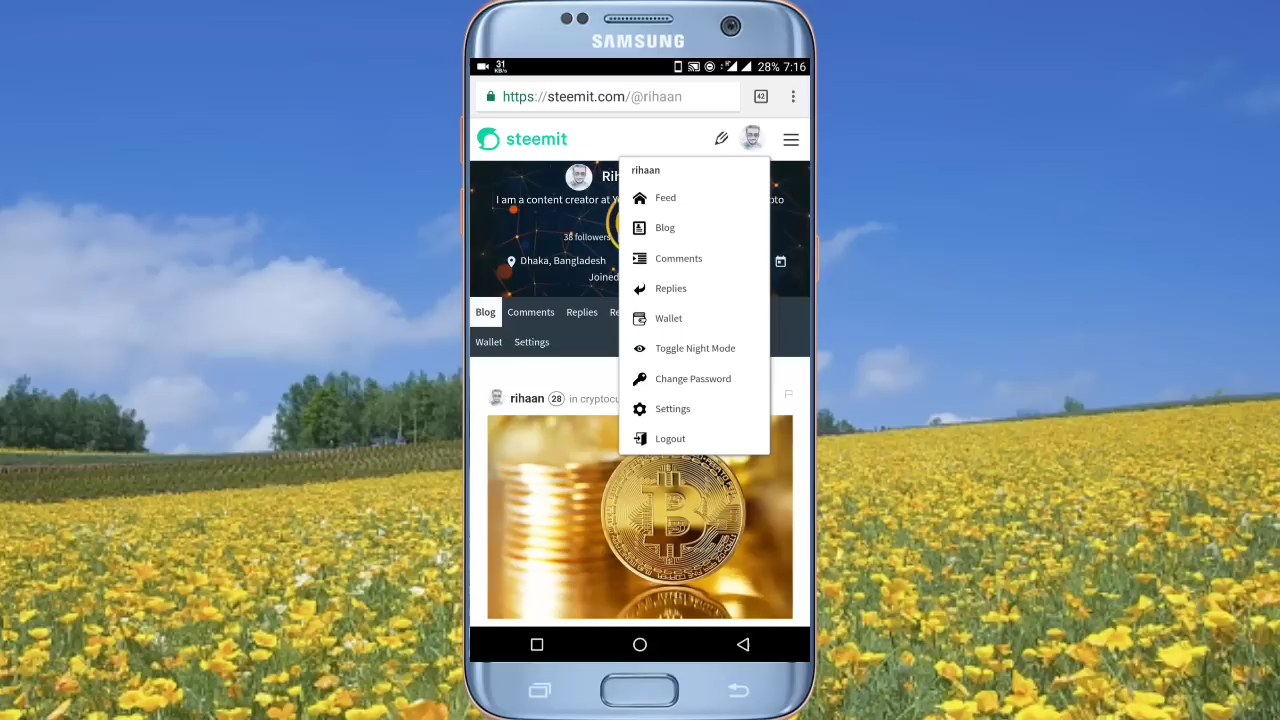 SAMSUNG
31
KB/s
28% 7:16
https://steemit.com/@rihaan
42
steemit
rihaan
Feed
Blog
Comments
Replies
Wallet
Toggle Night Mode
Change Password
Settings
Logout
I am a content creator at
38 followers
Dhaka, Bangladesh
Joined
Blog Comments Replies
Wallet Settings
rihaan 28 in